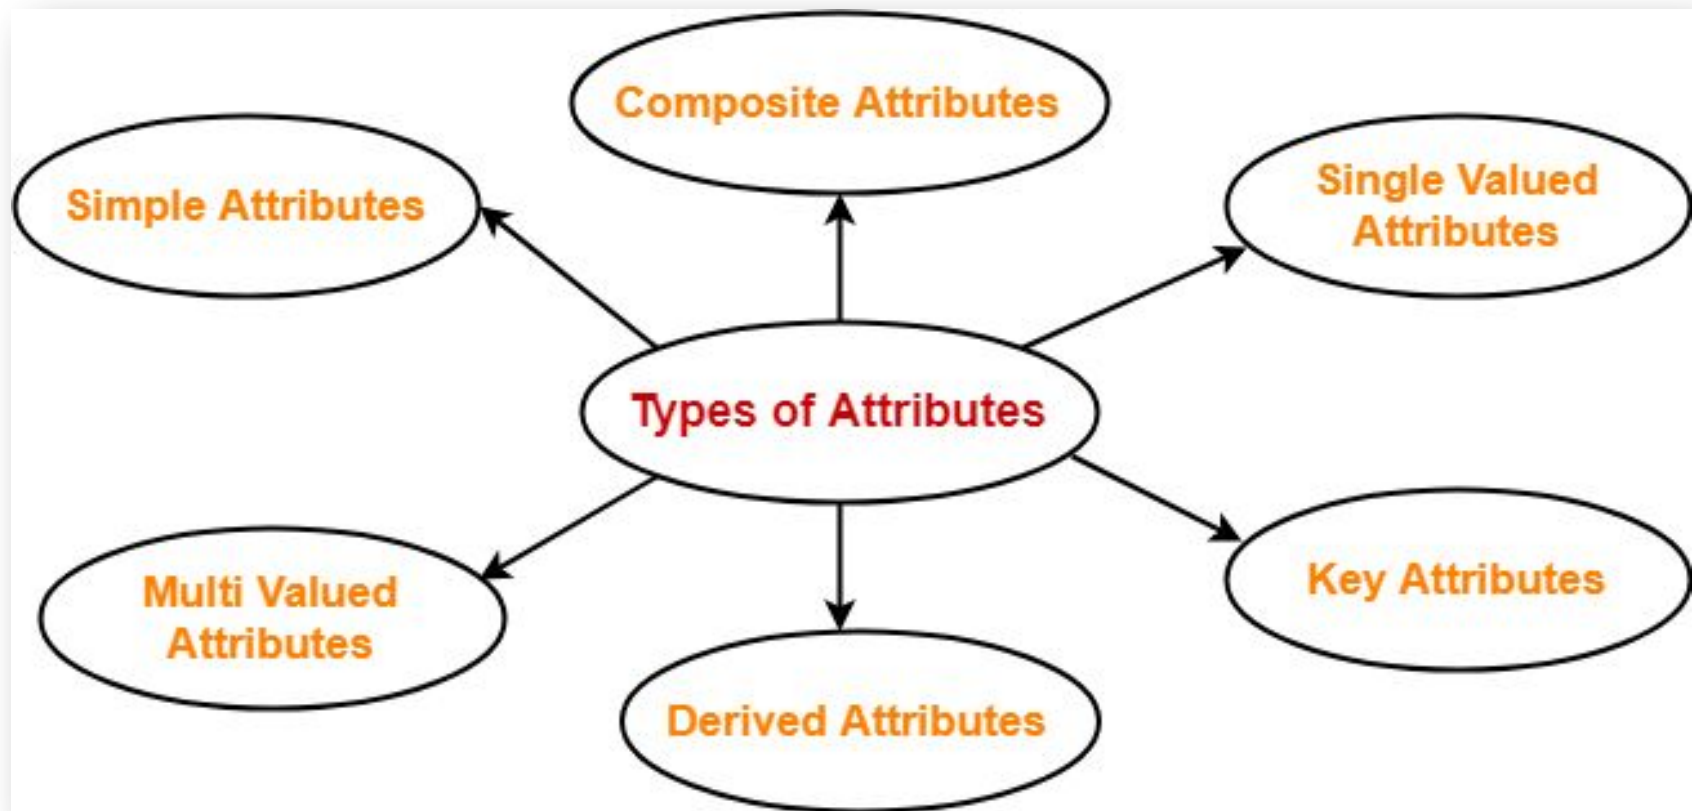 Composite Attributes
Simple Attributes
Single Valued
Attributes
Types of Attributes
Multi Valued
Attributes
Key Attributes
Derived Attributes